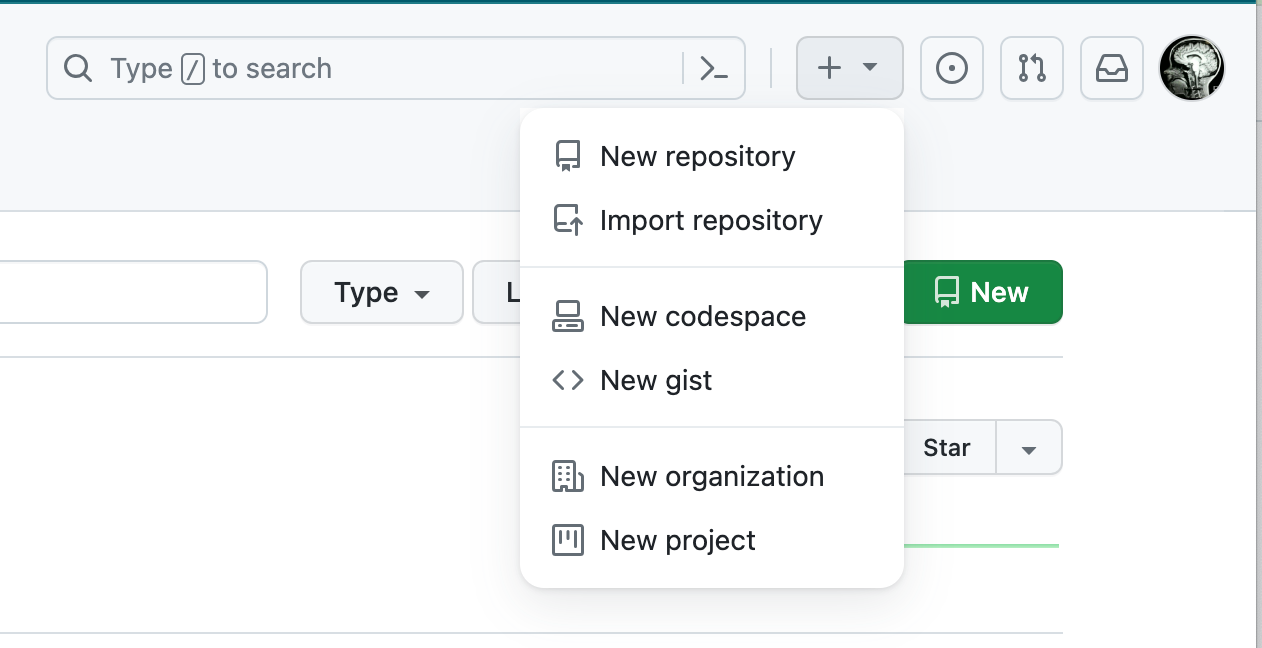 Type / to search
New repository
Import repository
Type
L
New
New codespace
New gist
Star
New organization
New project